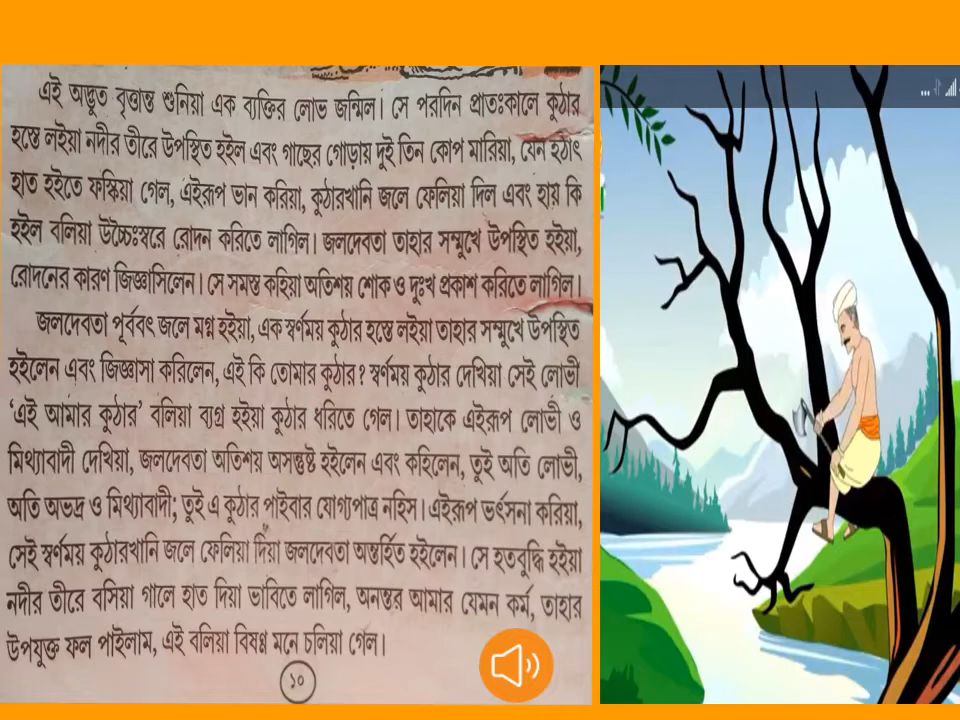 এই অদ্ভুত বৃত্তান্ত শুনিয়া এক ব্যক্তির লোভ জন্মিল। সে পরদিন প্রাতঃকালে কুঠার
হস্তে লইয়া নদীর তীরে উপস্থিত হইল এবং গাছের গোড়ায় দুই তিন কোপ মারিয়া, যেন হঠাৎ
হাত হইতে ফস্কিয়া গেল, এইরূপ ভান করিয়া, কুঠারখানি জলে ফেলিয়া দিল এবং হায় কি
হইল বলিয়া উচ্চৈঃস্বরে রোদন করিতে লাগিল। জলদেবতা তাহার সম্মুখে উপস্থিত হইয়া,
রোদনের কারণ জিজ্ঞাসিলেন। সে সমস্ত কহিয়া অতিশয় শোক ও দুঃখ প্রকাশ করিতে লাগিল।
জলদেবতা পূর্ববৎ জলে মগ্ন হইয়া, এক স্বর্ণময় কুঠার হস্তে লইয়া তাহার সম্মুখে উপস্থিত
হইলেন এবং জিজ্ঞাসা করিলেন, এই কি তোমার কুঠার? স্বর্ণময় কুঠার দেখিয়া সেই লোভী
‘এই আমার কুঠার’ বলিয়া ব্যগ্র হইয়া কুঠার ধরিতে গেল। তাহাকে এইরূপ লোভী ও
মিথ্যাবাদী দেখিয়া, জলদেবতা অতিশয় অসন্তুষ্ট হইলেন এবং কহিলেন, তুই অতি লোভী,
অতি অভদ্র ও মিথ্যাবাদী; তুই এ কুঠার পাইবার যোগ্যপাত্র নহিস। এইরূপ ভর্ৎসনা করিয়া,
সেই স্বর্ণময় কুঠারখানি জলে ফেলিয়া দিয়া জলদেবতা অন্তর্হিত হইলেন। সে হতবুদ্ধি হইয়া
নদীর তীরে বসিয়া গালে হাত দিয়া ভাবিতে লাগিল, অনন্তর আমার যেমন কর্ম, তাহার
উপযুক্ত ফল পাইলাম, এই বলিয়া বিষণ্ণ মনে চলিয়া গেল।
১০